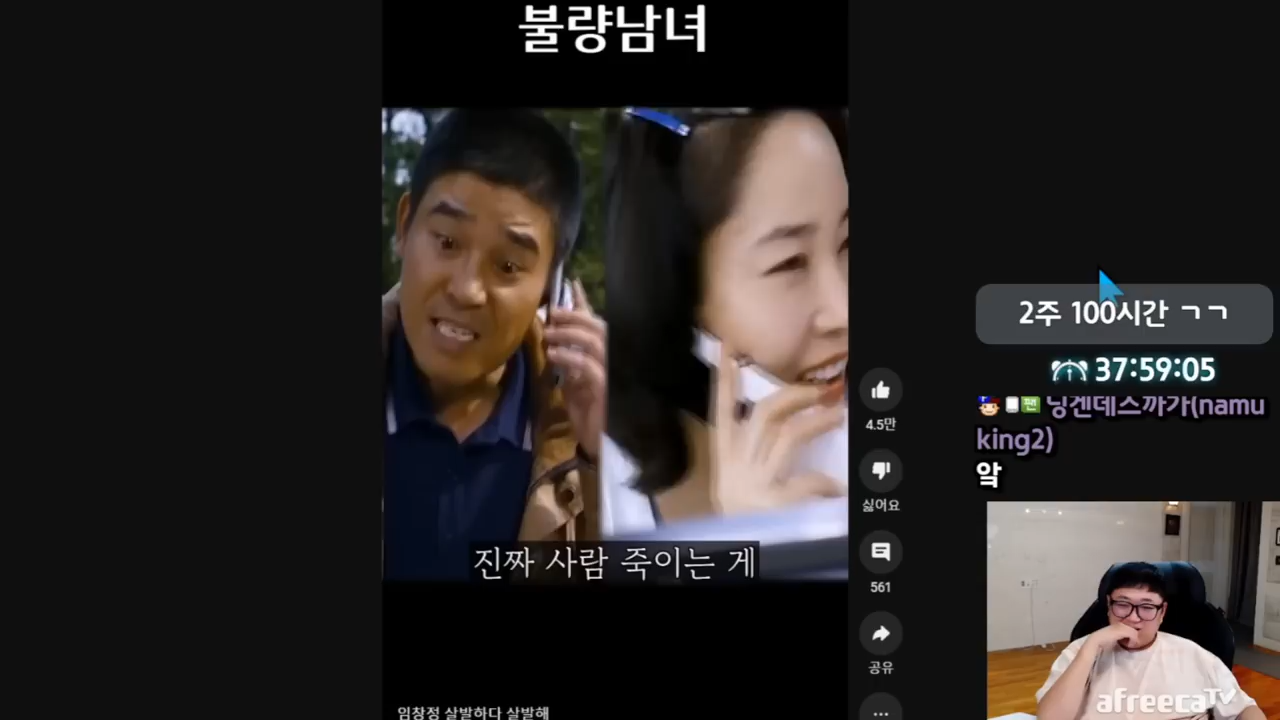 불량남녀
진짜 사람 죽이는 게
임창정 살발하다 살발해
4.5만
싫어요
561
공유
2주 100시간 ㄱㄱ
37:59:05
닝겐데스까가(namu
king2)
앜
afreecaTV